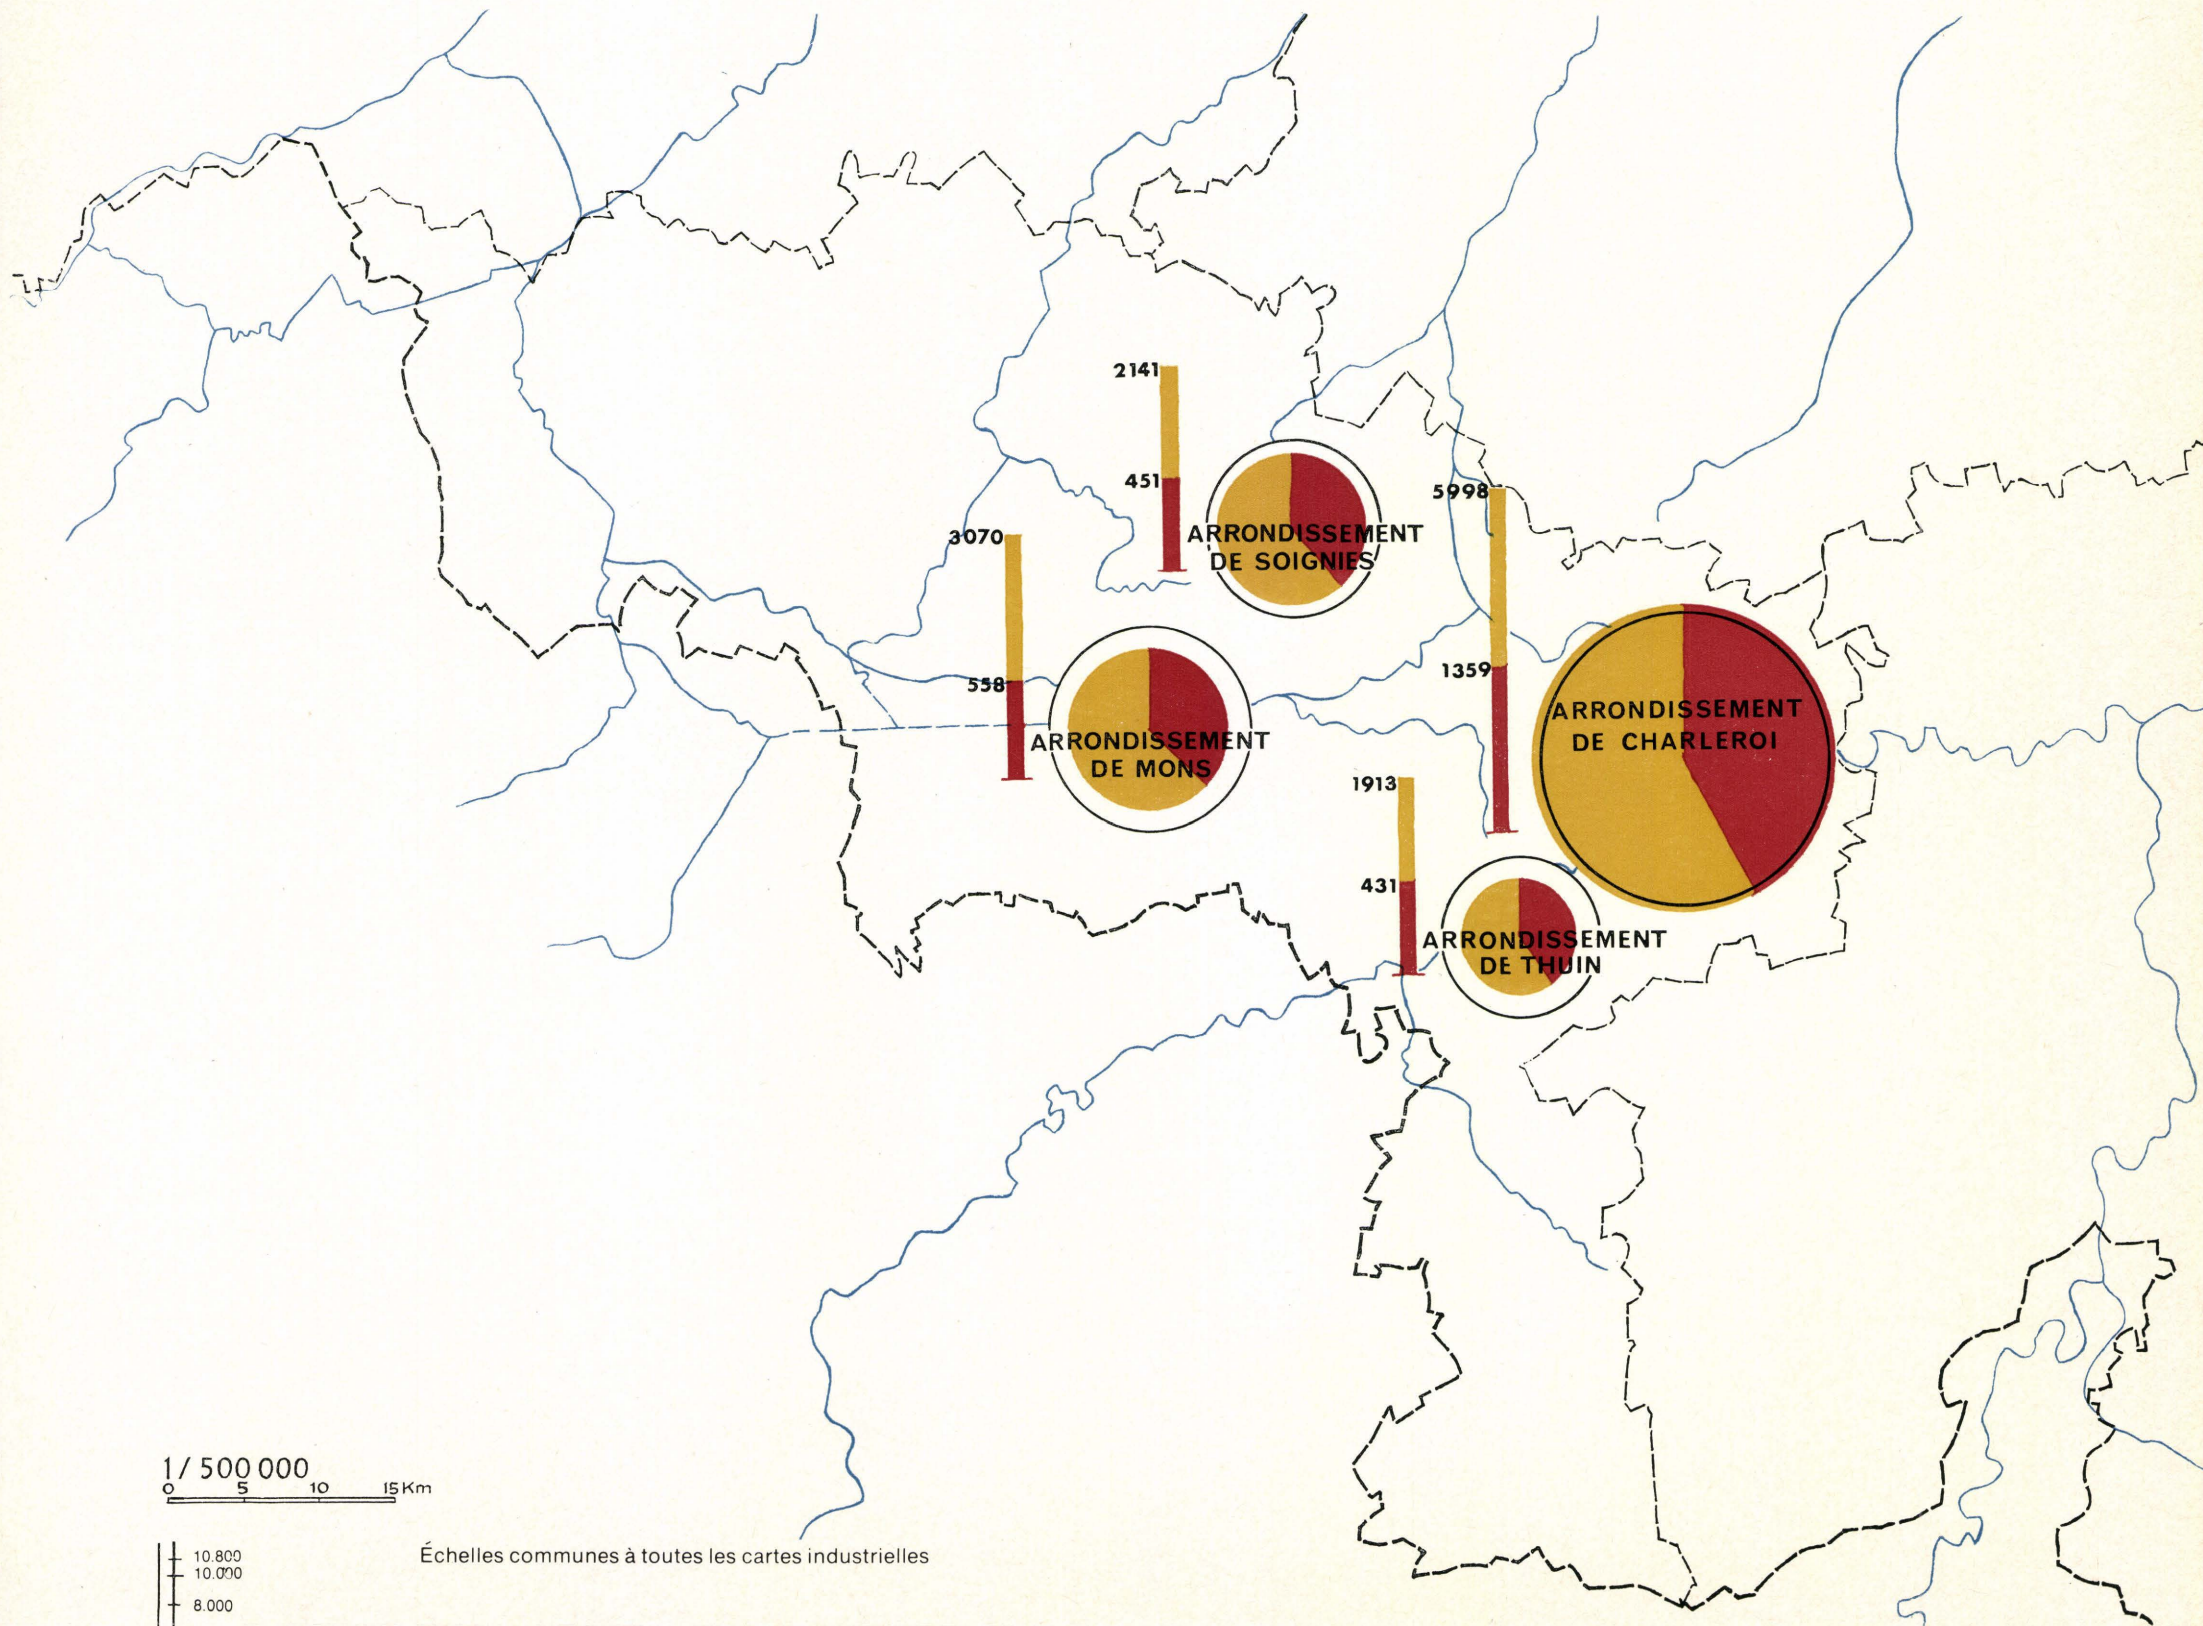 2141
451
ARRONDISSEMENT
DE SOIGNIES
3070
558
ARRONDISSEMENT
DE MONS
5998
1359
ARRONDISSEMENT
DE CHARLEROI
1913
431
ARRONDISSEMENT
DE THUIN
1/500 000
0 5 10 15 Km
Échelles communes à toutes les cartes industrielles
10.800
10.000
8.000